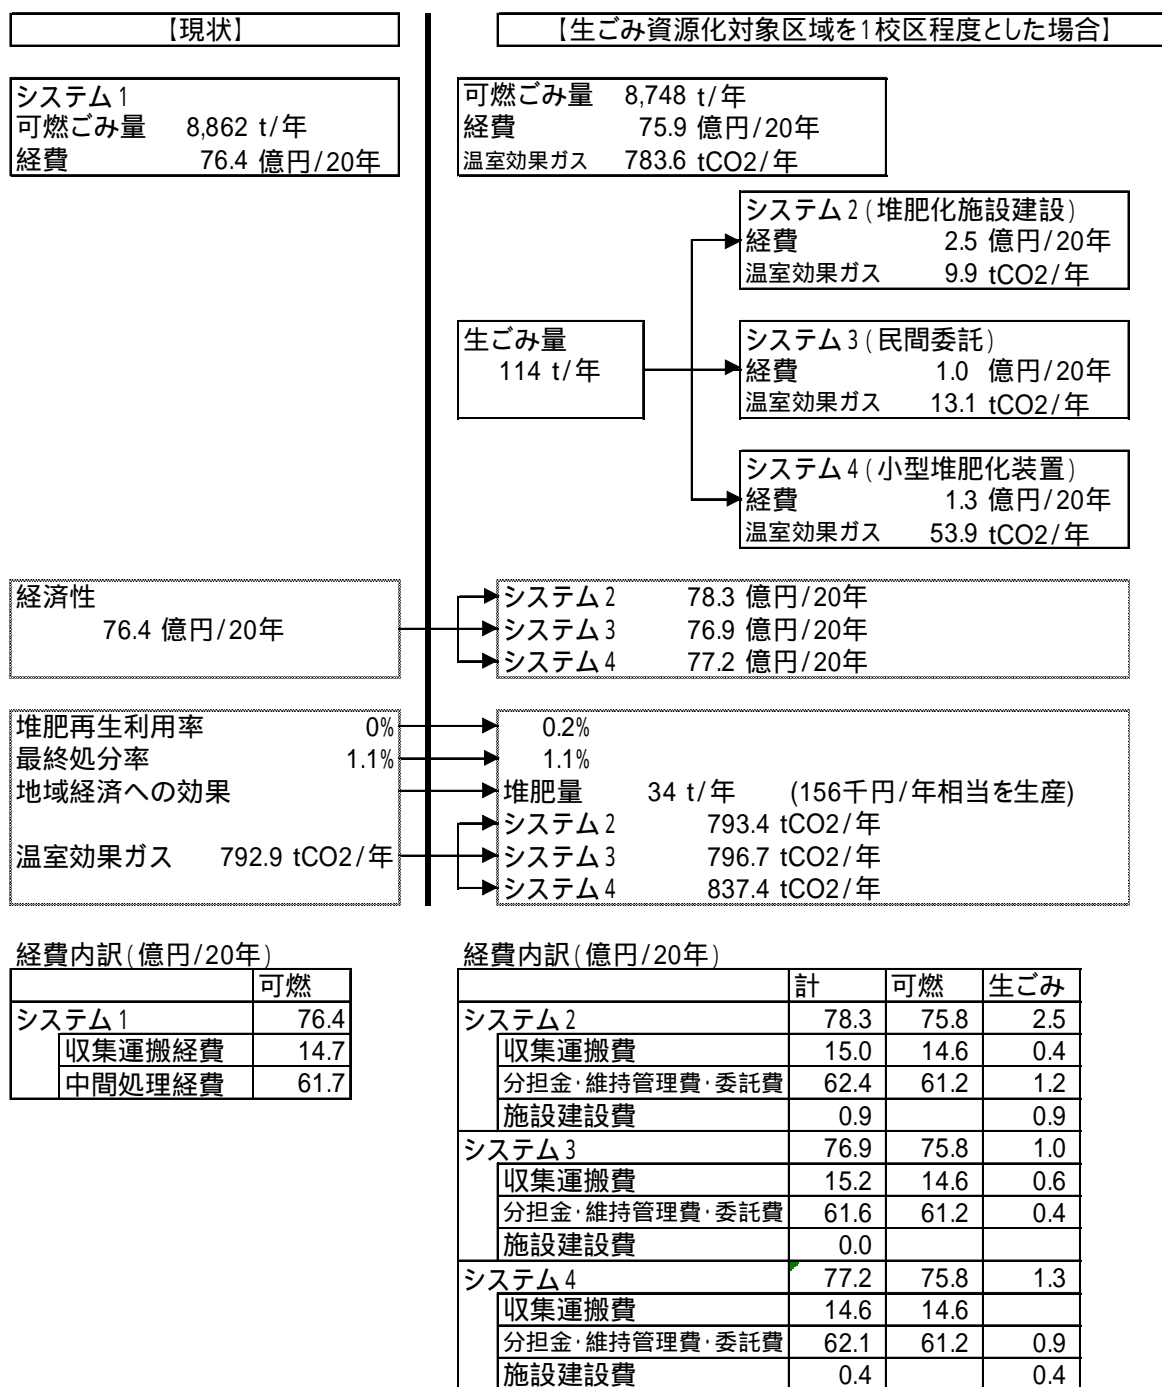 【現状】
【生ごみ資源化対象区域を1校区程度とした場合】
システム1
可燃ごみ量 8,862 t/年
経費 76.4 億円/20年
可燃ごみ量 8,748 t/年
経費 75.9 億円/20年
温室効果ガス 783.6 tCO2/年
システム2(堆肥化施設建設)
経費 2.5 億円/20年
温室効果ガス 9.9 tCO2/年
生ごみ量
114 t/年
システム3(民間委託)
経費 1.0 億円/20年
温室効果ガス 13.1 tCO2/年
システム4(小型堆肥化装置)
経費 1.3 億円/20年
温室効果ガス 53.9 tCO2/年
経済性
76.4 億円/20年
システム2 78.3 億円/20年
システム3 76.9 億円/20年
システム4 77.2 億円/20年
堆肥再生利用率 0% 0.2%
最終処分率 1.1% 1.1%
地域経済への効果 堆肥量 34 t/年 (156千円/年相当を生産)
システム2 793.4 tCO2/年
温室効果ガス 792.9 tCO2/年 システム3 796.7 tCO2/年
システム4 837.4 tCO2/年
経費内訳(億円/20年)
可燃
システム1 76.4
収集運搬経費 14.7
中間処理経費 61.7
経費内訳(億円/20年)
計 可燃 生ごみ
システム2 78.3 75.8 2.5
収集運搬費 15.0 14.6 0.4
分担金・維持管理費・委託費 62.4 61.2 1.2
施設建設費 0.9 0.9
システム3 76.9 75.8 1.0
収集運搬費 15.2 14.6 0.6
分担金・維持管理費・委託費 61.6 61.2 0.4
施設建設費 0.0
システム4 77.2 75.8 1.3
収集運搬費 14.6 14.6
分担金・維持管理費・委託費 62.1 61.2 0.9
施設建設費 0.4 0.4